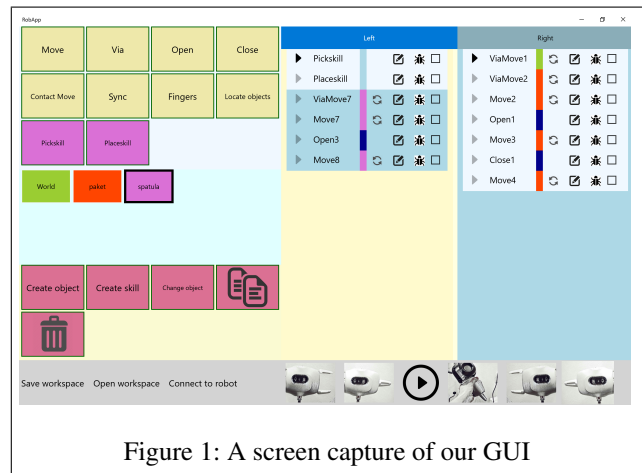 RobApp
Move Via Open Close
Contact Move Sync Fingers Locate objects
Pickskill Placeskill
World paket spatula
Create object Create skill Change object
Left
Pickskill
Placeskill
ViaMove7
Move7
Open3
Move8
Right
ViaMove1
ViaMove2
Move2
Open1
Move3
Close1
Move4
Save workspace Open workspace Connect to robot
Figure 1: A screen capture of our GUI